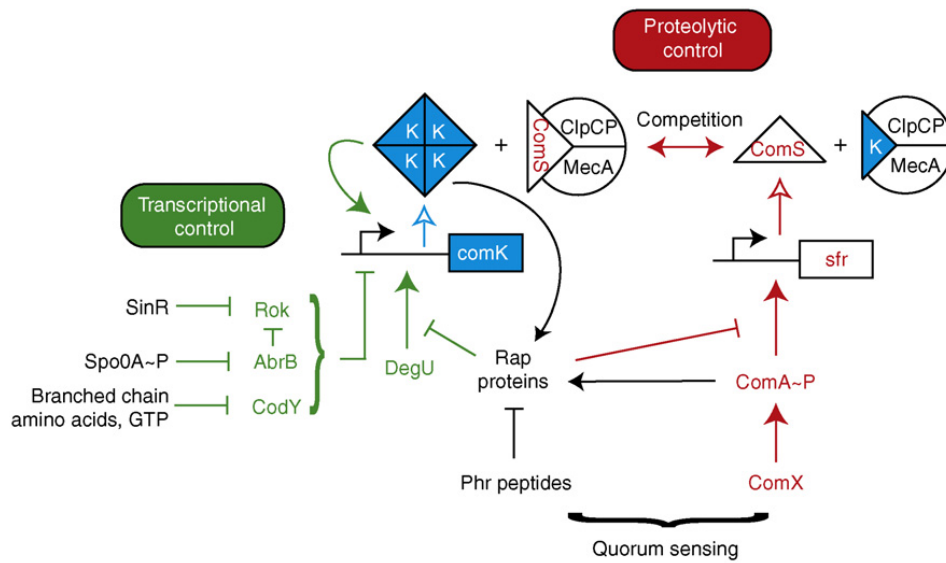 Proteolytic
control
K K
K K
+
ComS
ClpCP
MecA
Competition
ComS
+
K
ClpCP
MecA
Transcriptional
control
comK
sfr
SinR
Rok
Spo0A~P
AbrB
DegU
Rap
proteins
ComA~P
Branched chain
amino acids, GTP
CodY
Phr peptides
ComX
Quorum sensing